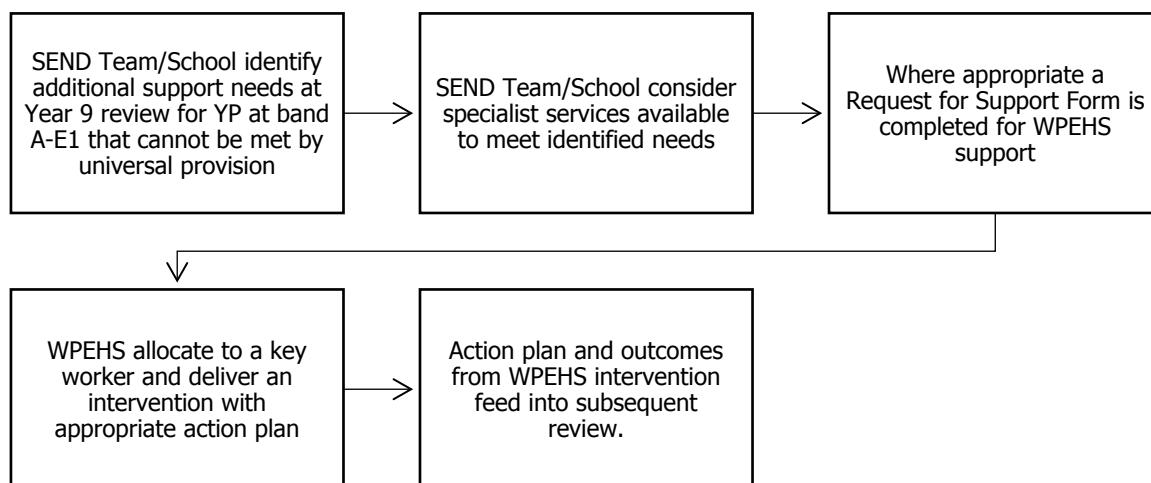 SEND Team/School identify
additional support needs at
Year 9 review for YP at band
A-E1 that cannot be met by
universal provision
SEND Team/School consider
specialist services available
to meet identified needs
Where appropriate a
Request for Support Form is
completed for WPEHS
support
WPEHS allocate to a key
worker and deliver an
intervention with
appropriate action plan
Action plan and outcomes
from WPEHS intervention
feed into subsequent
review.